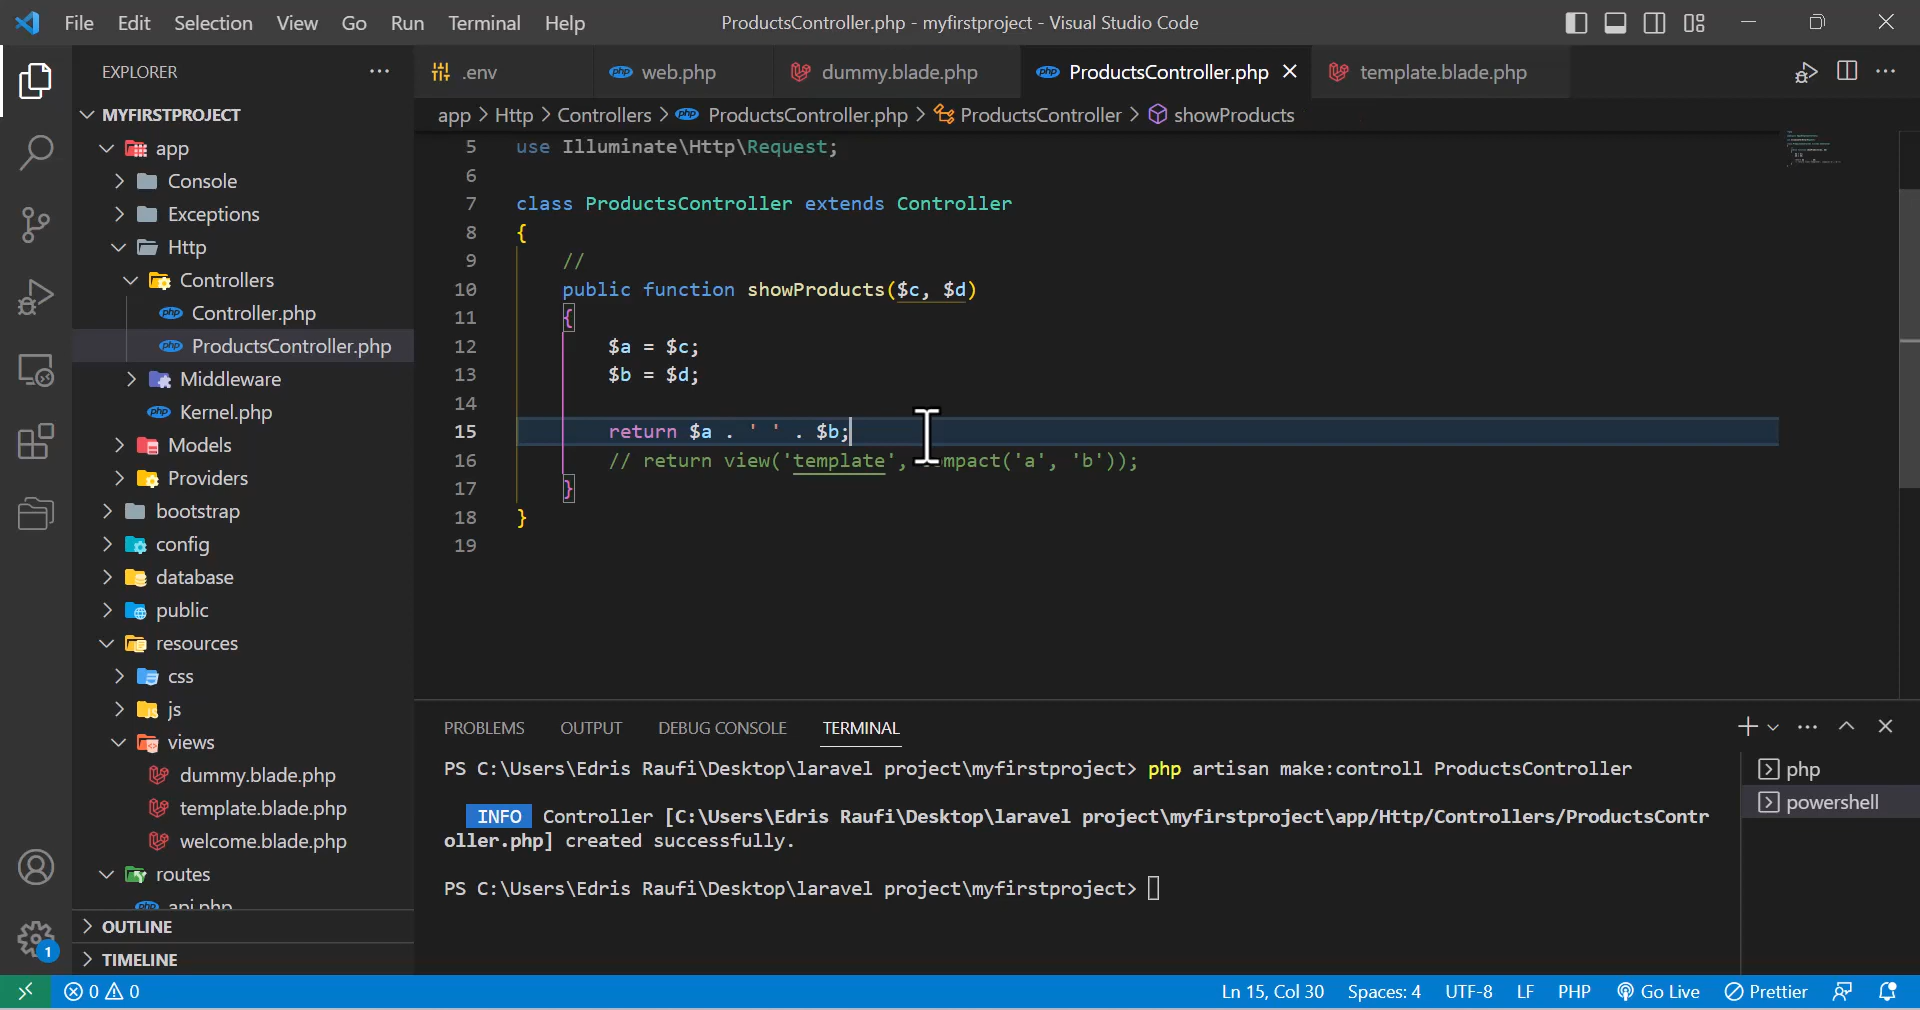 File Edit Selection View Go Run Terminal Help
ProductsController.php - myfirstproject - Visual Studio Code
EXPLORER
MYFIRSTPROJECT
app
Console
Exceptions
Http
Controllers
Controller.php
ProductsController.php
Middleware
Kernel.php
Models
Providers
bootstrap
config
database
public
resources
css
js
views
dummy.blade.php
template.blade.php
welcome.blade.php
routes
api.php
OUTLINE
TIMELINE
.env web.php dummy.blade.php ProductsController.php template.blade.php
app > Http > Controllers > ProductsController.php > ProductsController > showProducts
5 use Illuminate\Http\Request;
6
7 class ProductsController extends Controller
8 {
9 //
10 public function showProducts($c, $d)
11 {
12 $a = $c;
13 $b = $d;
14
15 return $a . ' ' . $b;
16 // return view('template', compact('a', 'b'));
17 }
18 }
19
PROBLEMS OUTPUT DEBUG CONSOLE TERMINAL
PS C:\Users\Edris Raufi\Desktop\laravel project\myfirstproject> php artisan make:controll ProductsController
INFO Controller [C:\Users\Edris Raufi\Desktop\laravel project\myfirstproject\app/Http/Controllers/ProductsContr
oller.php] created successfully.
PS C:\Users\Edris Raufi\Desktop\laravel project\myfirstproject>
php
powershell
1
0 0
Ln 15, Col 30 Spaces: 4 UTF-8 LF PHP Go Live Prettier